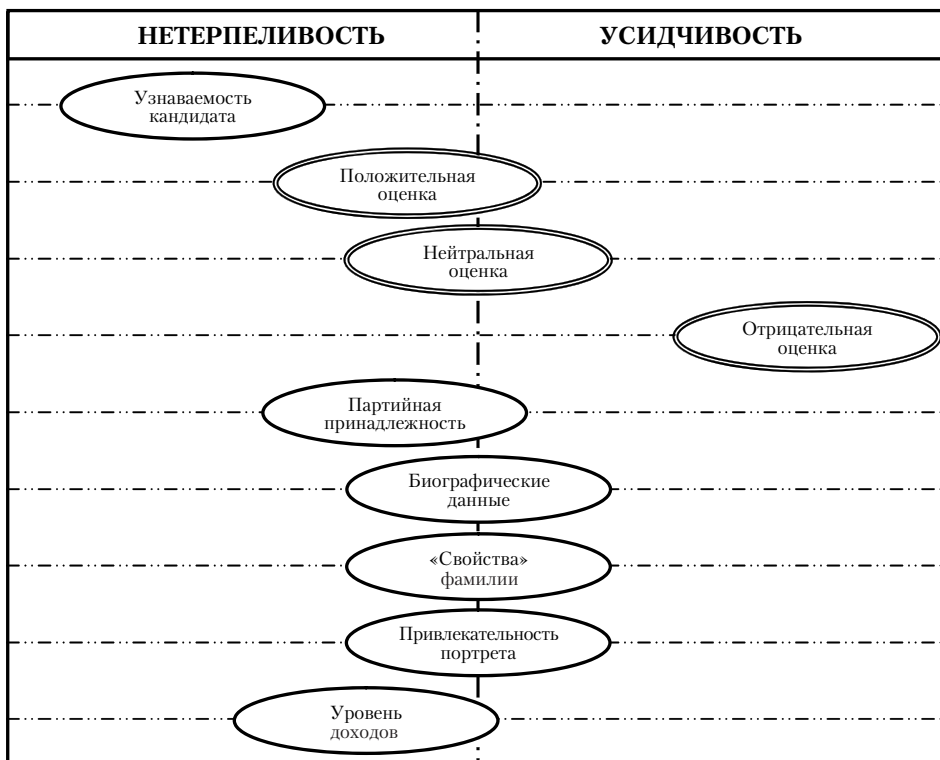 НЕТЕРПЕЛИВОСТЬ
УСИДЧИВОСТЬ
Узнаваемость
кандидата
Положительная
оценка
Нейтральная
оценка
Отрицательная
оценка
Партийная
принадлежность
Биографические
данные
«Свойства»
фамилии
Привлекательность
портрета
Уровень
доходов